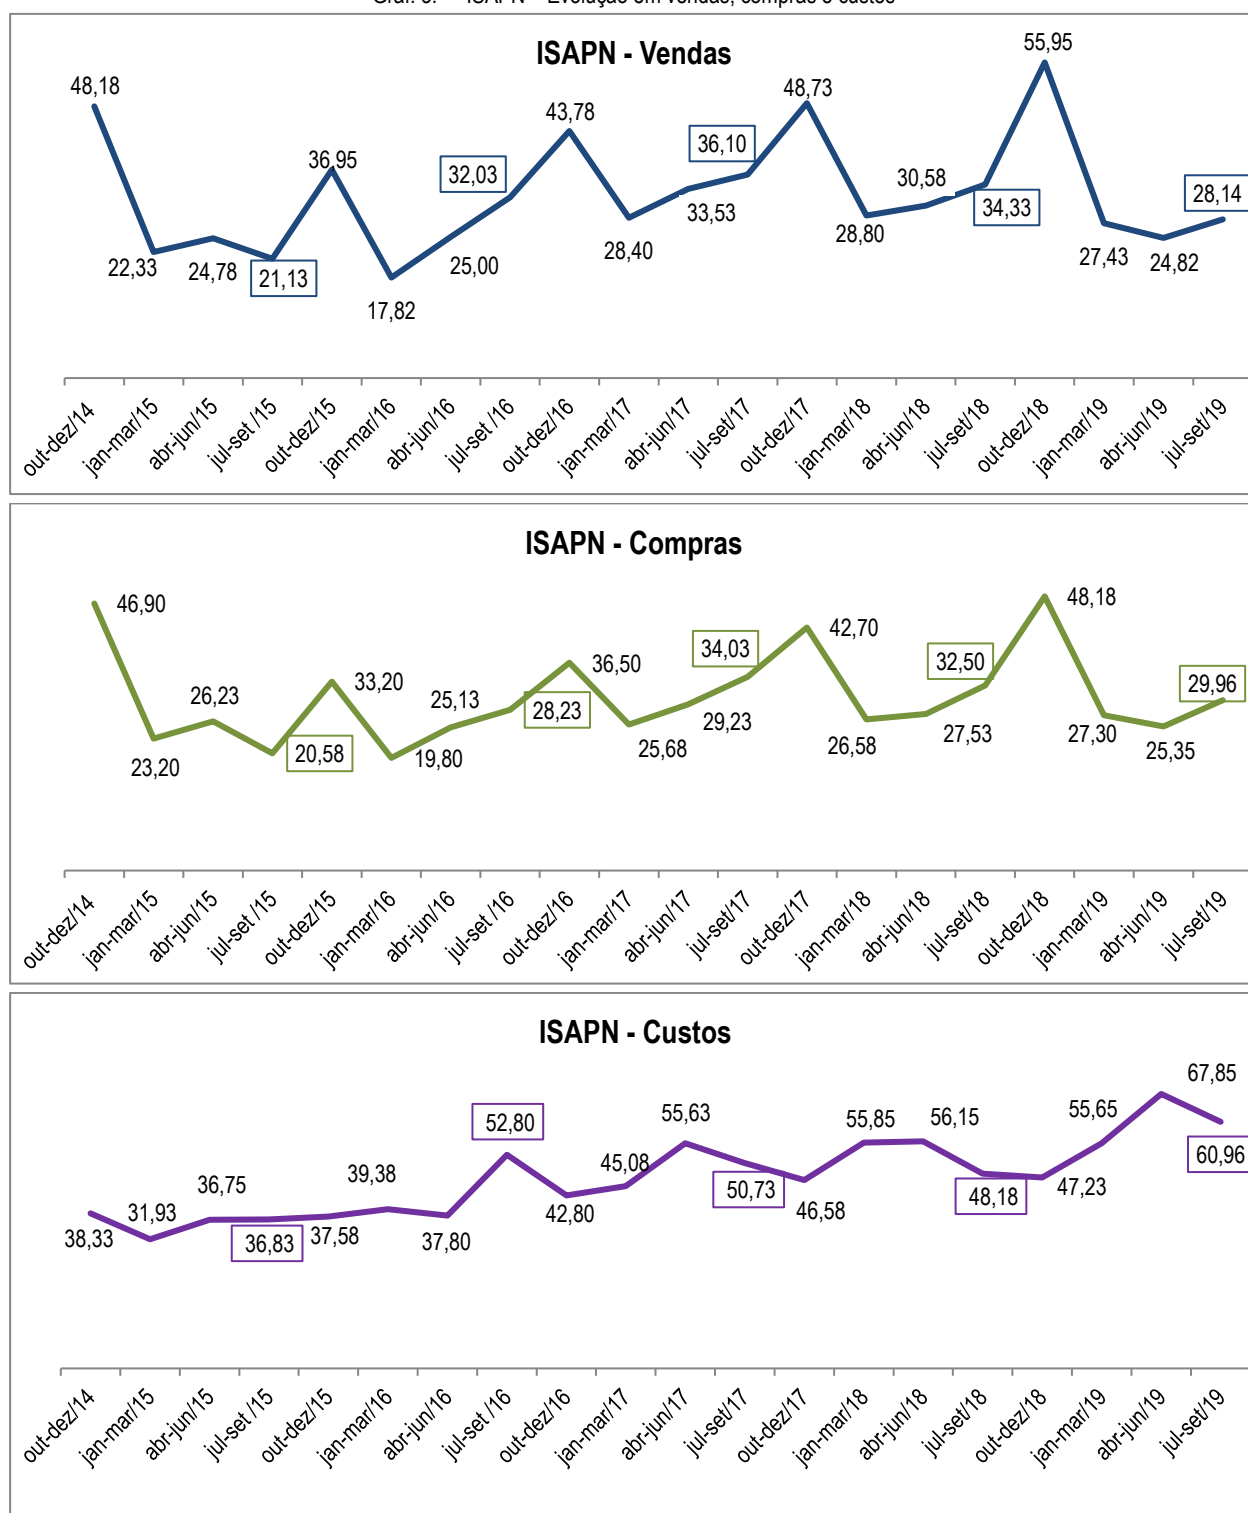 ISAPN - Vendas
48,18
22,33
24,78
21,13
36,95
17,82
25,00
32,03
43,78
28,40
33,53
36,10
48,73
28,80
30,58
34,33
55,95
27,43
24,82
28,14
out-dez/14
jan-mar/15
abr-jun/15
jul-set /15
out-dez/15
jan-mar/16
abr-jun/16
jul-set /16
out-dez/16
jan-mar/17
abr-jun/17
jul-set/17
out-dez/17
jan-mar/18
abr-jun/18
jul-set/18
out-dez/18
jan-mar/19
abr-jun/19
jul-set/19
ISAPN - Compras
46,90
23,20
26,23
20,58
33,20
19,80
25,13
28,23
36,50
25,68
29,23
34,03
42,70
26,58
27,53
32,50
48,18
27,30
25,35
29,96
out-dez/14
jan-mar/15
abr-jun/15
jul-set /15
out-dez/15
jan-mar/16
abr-jun/16
jul-set /16
out-dez/16
jan-mar/17
abr-jun/17
jul-set/17
out-dez/17
jan-mar/18
abr-jun/18
jul-set/18
out-dez/18
jan-mar/19
abr-jun/19
jul-set/19
ISAPN - Custos
38,33
31,93
36,75
36,83
37,58
39,38
37,80
52,80
42,80
45,08
55,63
50,73
46,58
55,85
56,15
48,18
47,23
55,65
67,85
60,96
out-dez/14
jan-mar/15
abr-jun/15
jul-set /15
out-dez/15
jan-mar/16
abr-jun/16
jul-set /16
out-dez/16
jan-mar/17
abr-jun/17
jul-set/17
out-dez/17
jan-mar/18
abr-jun/18
jul-set/18
out-dez/18
jan-mar/19
abr-jun/19
jul-set/19